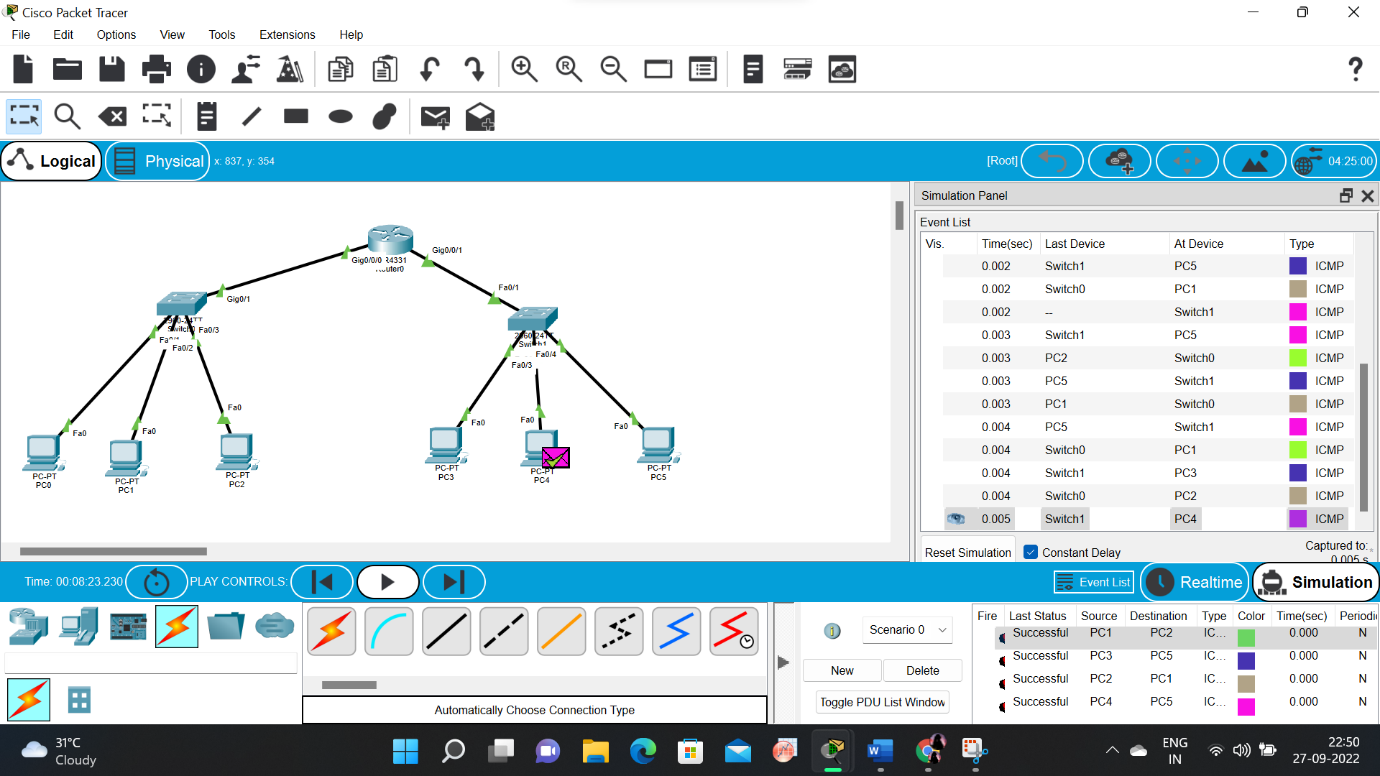 Cisco Packet Tracer
File Edit Options View Tools Extensions Help
Logical Physical x: 837, y: 354 [Root] 04:25:00
Simulation Panel
Event List
Vis. Time(sec) Last Device At Device Type
0.002 Switch1 PC5 ICMP
0.002 Switch0 PC1 ICMP
0.002 -- Switch1 ICMP
0.003 Switch1 PC5 ICMP
0.003 PC2 Switch0 ICMP
0.003 PC5 Switch1 ICMP
0.003 PC1 Switch0 ICMP
0.004 PC5 Switch1 ICMP
0.004 Switch0 PC1 ICMP
0.004 Switch1 PC3 ICMP
0.004 Switch0 PC2 ICMP
0.005 Switch1 PC4 ICMP
Reset Simulation Constant Delay Captured to:
0.005 s
Gig0/0/1
Gig0/0/0
Gig0/1
Fa0/1
Fa0/3
Fa0/2
Fa0/4
Fa0/3
Fa0
Fa0
Fa0
Fa0
Fa0
Fa0
PC-PT
PC0
PC-PT
PC1
PC-PT
PC2
PC-PT
PC3
PC-PT
PC4
PC-PT
PC5
Time: 00:08:23.230 PLAY CONTROLS: Event List Realtime Simulation
Scenario 0
New Delete
Toggle PDU List Window
Automatically Choose Connection Type
Fire Last Status Source Destination Type Color Time(sec) Periodi
Successful PC1 PC2 IC... 0.000 N
Successful PC3 PC5 IC... 0.000 N
Successful PC2 PC1 IC... 0.000 N
Successful PC4 PC5 IC... 0.000 N
31°C
Cloudy
ENG
IN
22:50
27-09-2022